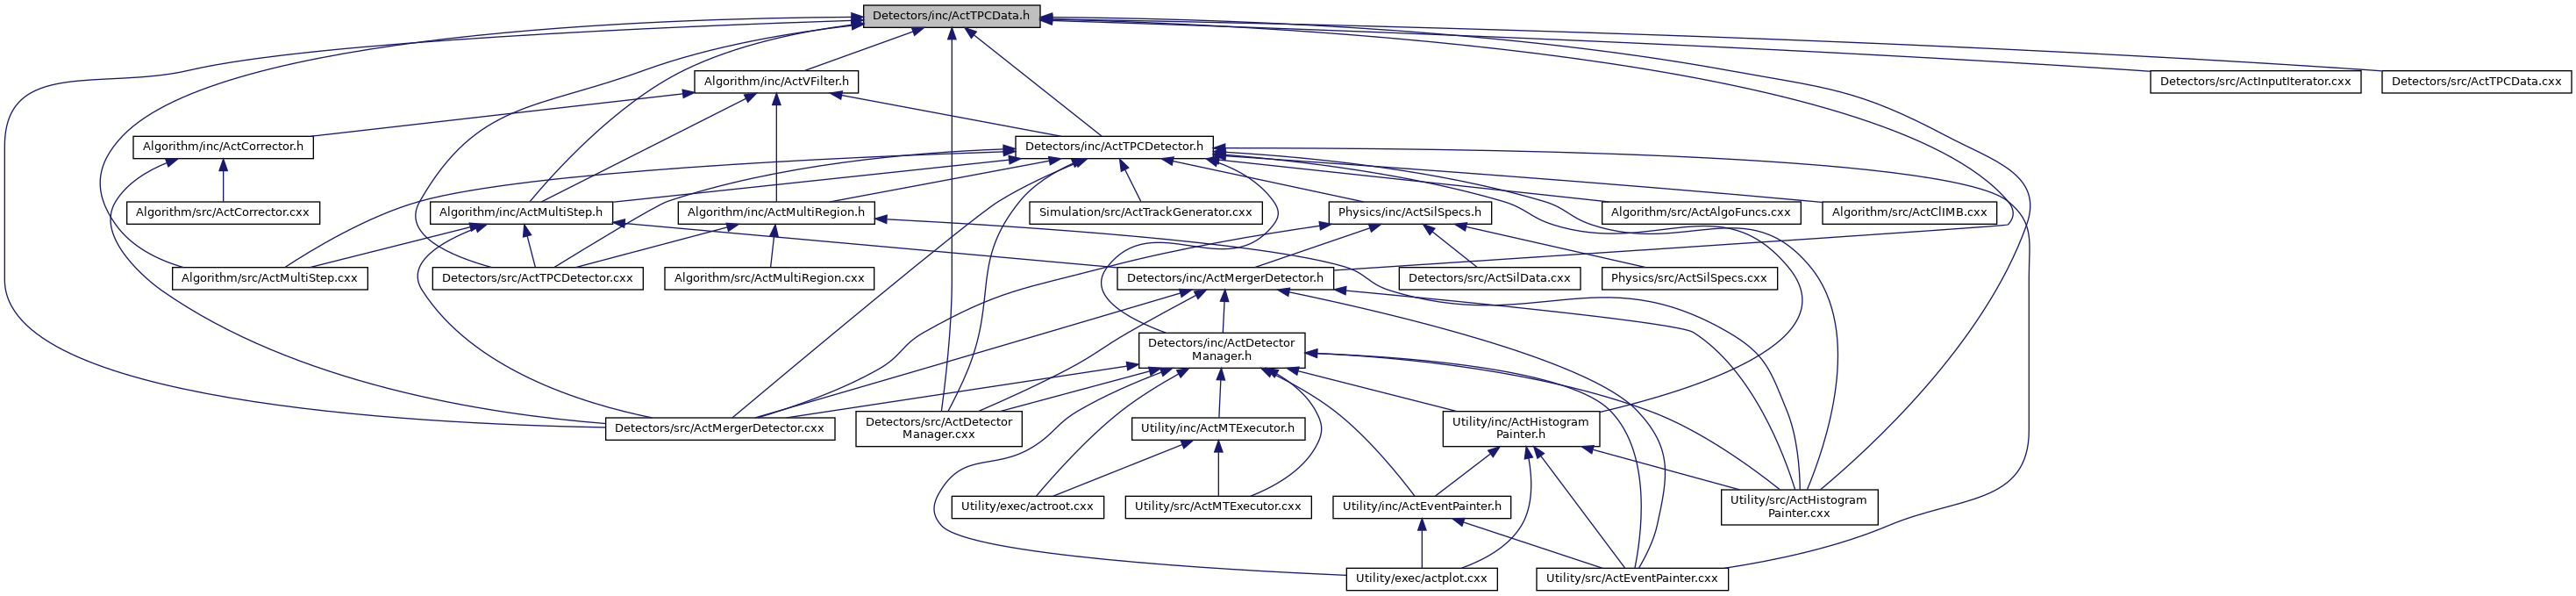 Detectors/inc/ActTPCData.h
Algorithm/inc/ActVFilter.h
Detectors/src/ActInputIterator.cxx
Detectors/src/ActTPCData.cxx
Algorithm/inc/ActCorrector.h
Detectors/inc/ActTPCDetector.h
Algorithm/src/ActCorrector.cxx
Algorithm/inc/ActMultiStep.h
Algorithm/inc/ActMultiRegion.h
Simulation/src/ActTrackGenerator.cxx
Physics/inc/ActSilSpecs.h
Algorithm/src/ActAlgoFuncs.cxx
Algorithm/src/ActClIMB.cxx
Algorithm/src/ActMultiStep.cxx
Detectors/src/ActTPCDetector.cxx
Algorithm/src/ActMultiRegion.cxx
Detectors/inc/ActMergerDetector.h
Detectors/src/ActSilData.cxx
Physics/src/ActSilSpecs.cxx
Detectors/inc/ActDetector
Manager.h
Detectors/src/ActMergerDetector.cxx
Detectors/src/ActDetector
Manager.cxx
Utility/inc/ActMTExecutor.h
Utility/inc/ActHistogram
Painter.h
Utility/exec/actroot.cxx
Utility/src/ActMTExecutor.cxx
Utility/inc/ActEventPainter.h
Utility/src/ActHistogram
Painter.cxx
Utility/exec/actplot.cxx
Utility/src/ActEventPainter.cxx